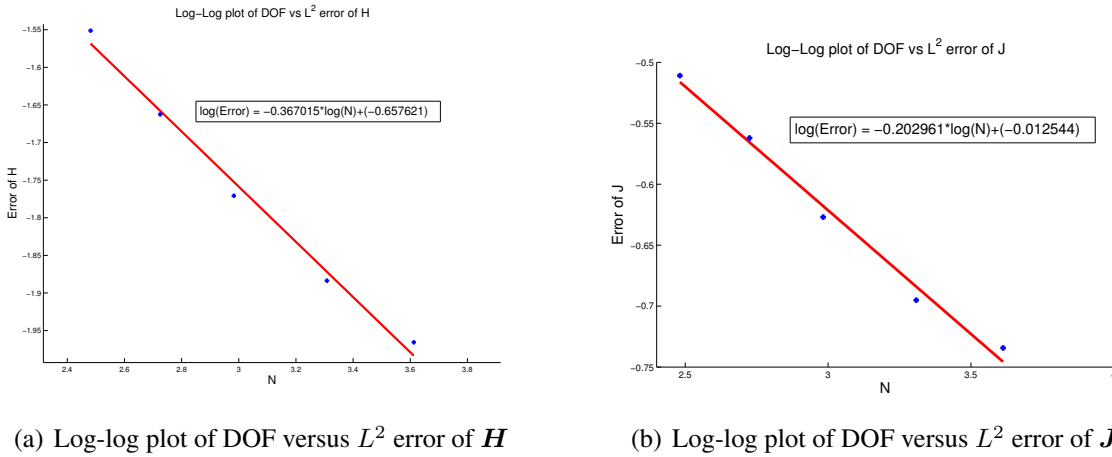 Log−Log plot of DOF vs L² error of H
−1.55
−1.6
−1.65
−1.7
−1.75
−1.8
−1.85
−1.9
−1.95
Error of H
log(Error) = −0.367015*log(N)+(−0.657621)
2.4 2.6 2.8 3 3.2 3.4 3.6 3.8
N
(a) Log-log plot of DOF versus L² error of H
Log−Log plot of DOF vs L² error of J
−0.5
−0.55
−0.6
−0.65
−0.7
−0.75
Error of J
log(Error) = −0.202961*log(N)+(−0.012544)
2.5 3 3.5
N
(b) Log-log plot of DOF versus L² error of J